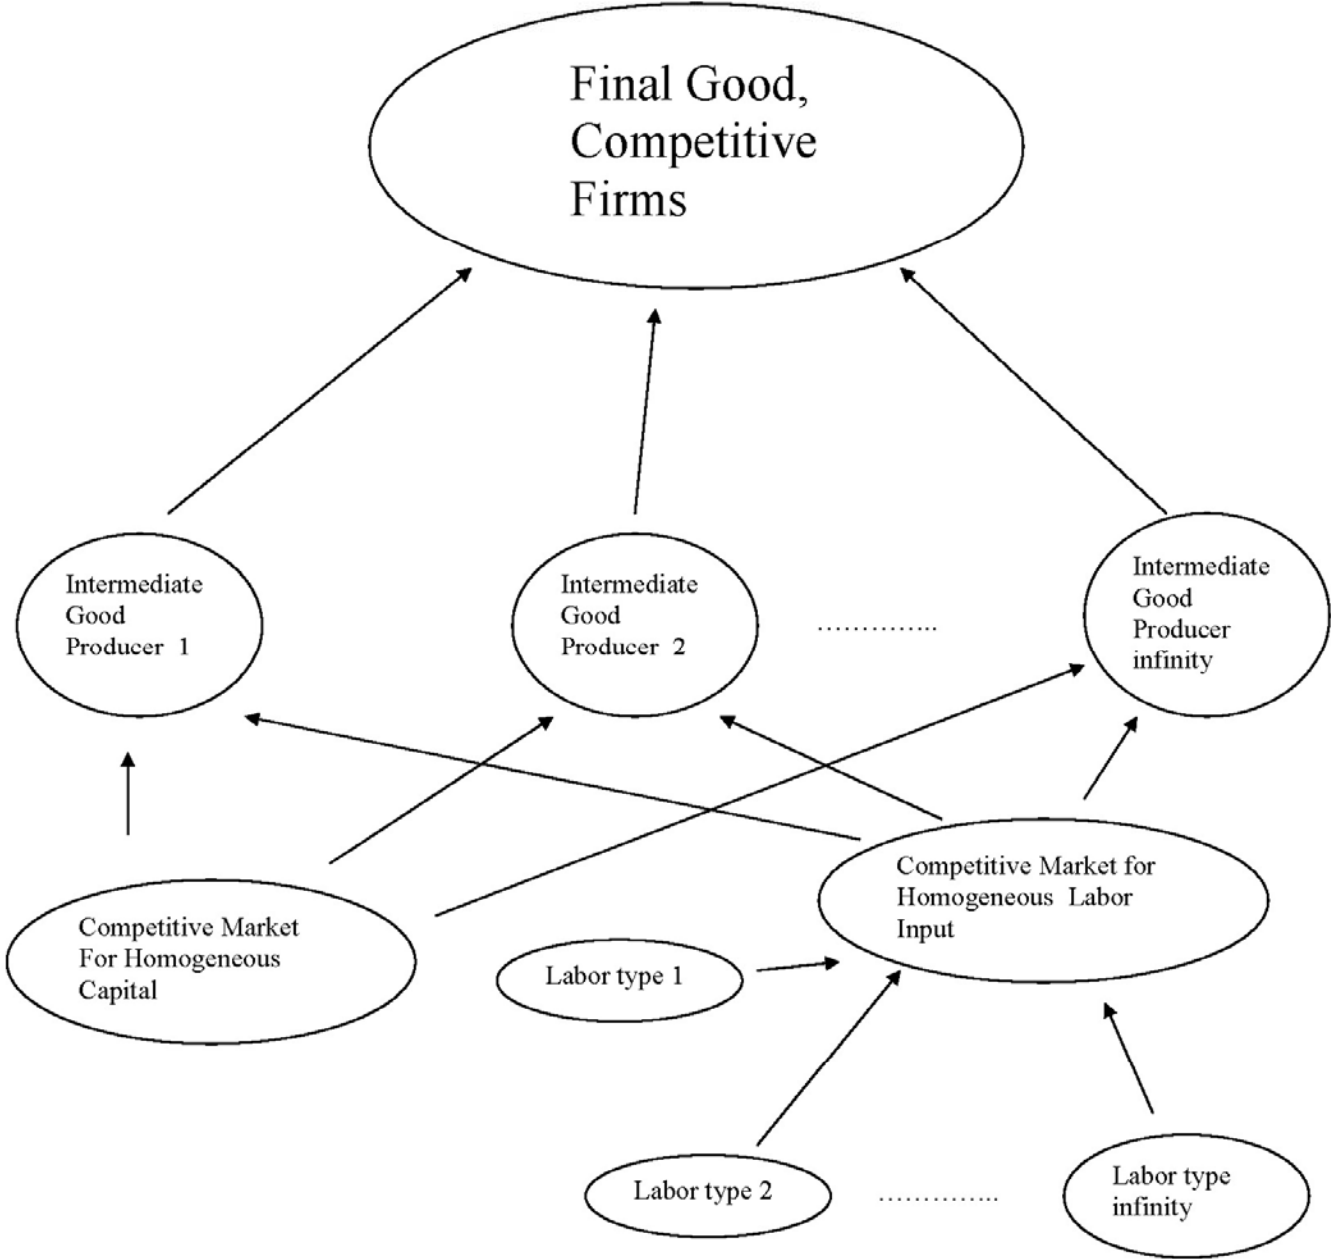 Final Good,
Competitive
Firms
Intermediate
Good
Producer 1
Intermediate
Good
Producer 2
..............
Intermediate
Good
Producer
infinity
Competitive Market
For Homogeneous
Capital
Competitive Market for
Homogeneous Labor
Input
Labor type 1
Labor type 2
..............
Labor type
infinity